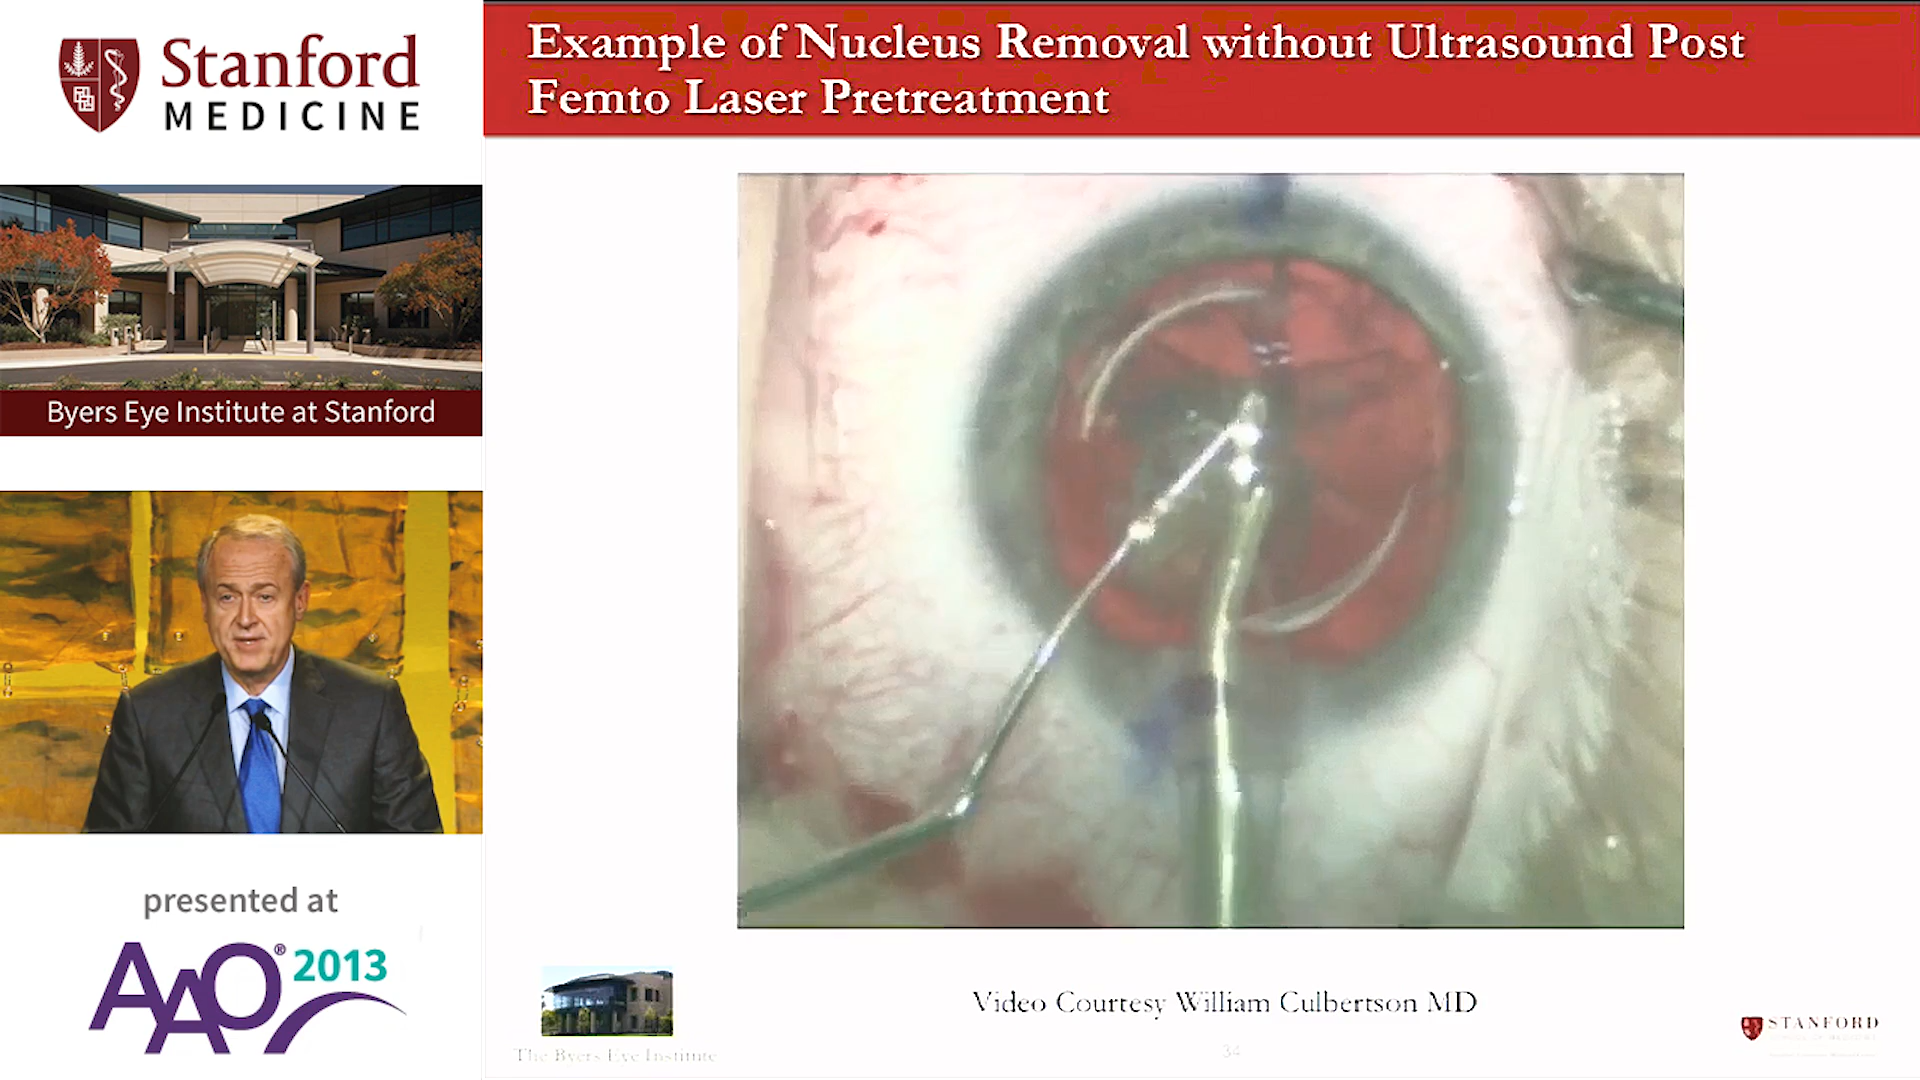 Stanford
MEDICINE
Byers Eye Institute at Stanford
presented at
AAO® 2013
Example of Nucleus Removal without Ultrasound Post
Femto Laser Pretreatment
Video Courtesy William Culbertson MD
The Byers Eye Institute
34
STANFORD